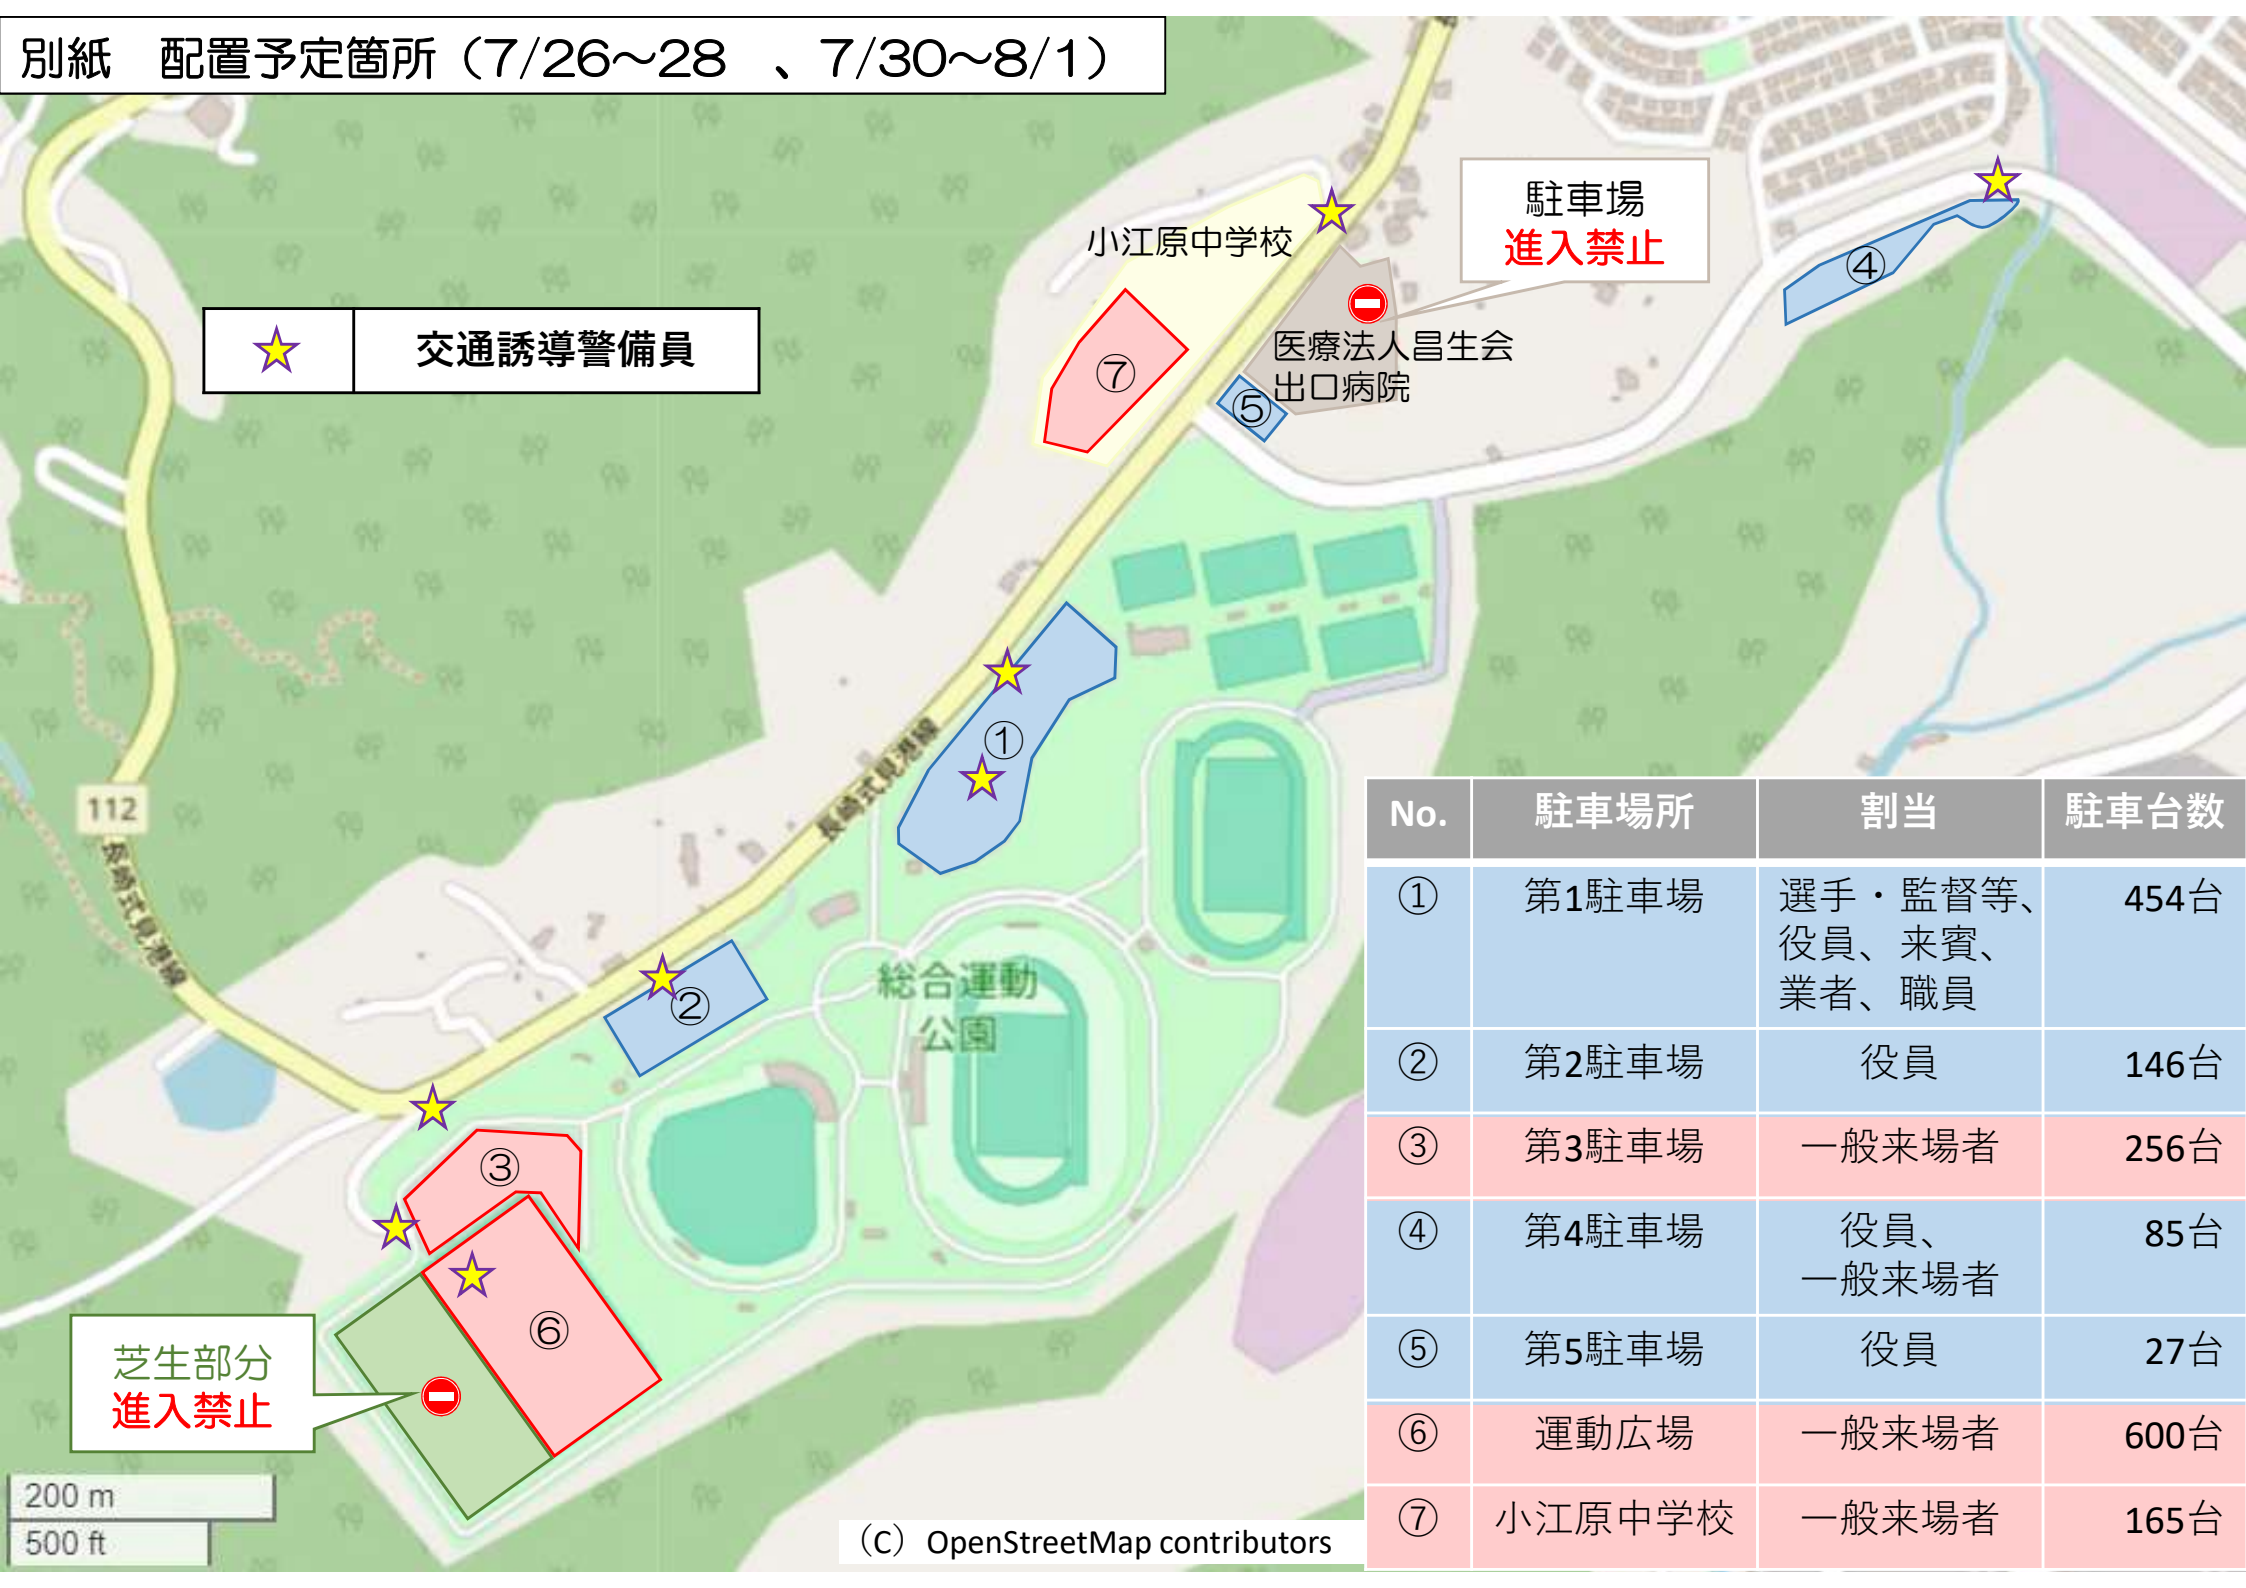 別紙　配置予定箇所（7/26～28　、7/30～8/1）
駐車場
進入禁止
小江原中学校
④
交通誘導警備員
医療法人昌生会
出口病院
⑦
⑤
①
長崎式見港線
112
長崎式見港線
総合運動
公園
②
③
⑥
芝生部分
進入禁止
200 m
500 ft
（C）OpenStreetMap contributors
No. 駐車場所 割当 駐車台数
① 第1駐車場 選手・監督等、 454台
役員、来賓、
業者、職員
② 第2駐車場 役員 146台
③ 第3駐車場 一般来場者 256台
④ 第4駐車場 役員、 85台
一般来場者
⑤ 第5駐車場 役員 27台
⑥ 運動広場 一般来場者 600台
⑦ 小江原中学校 一般来場者 165台